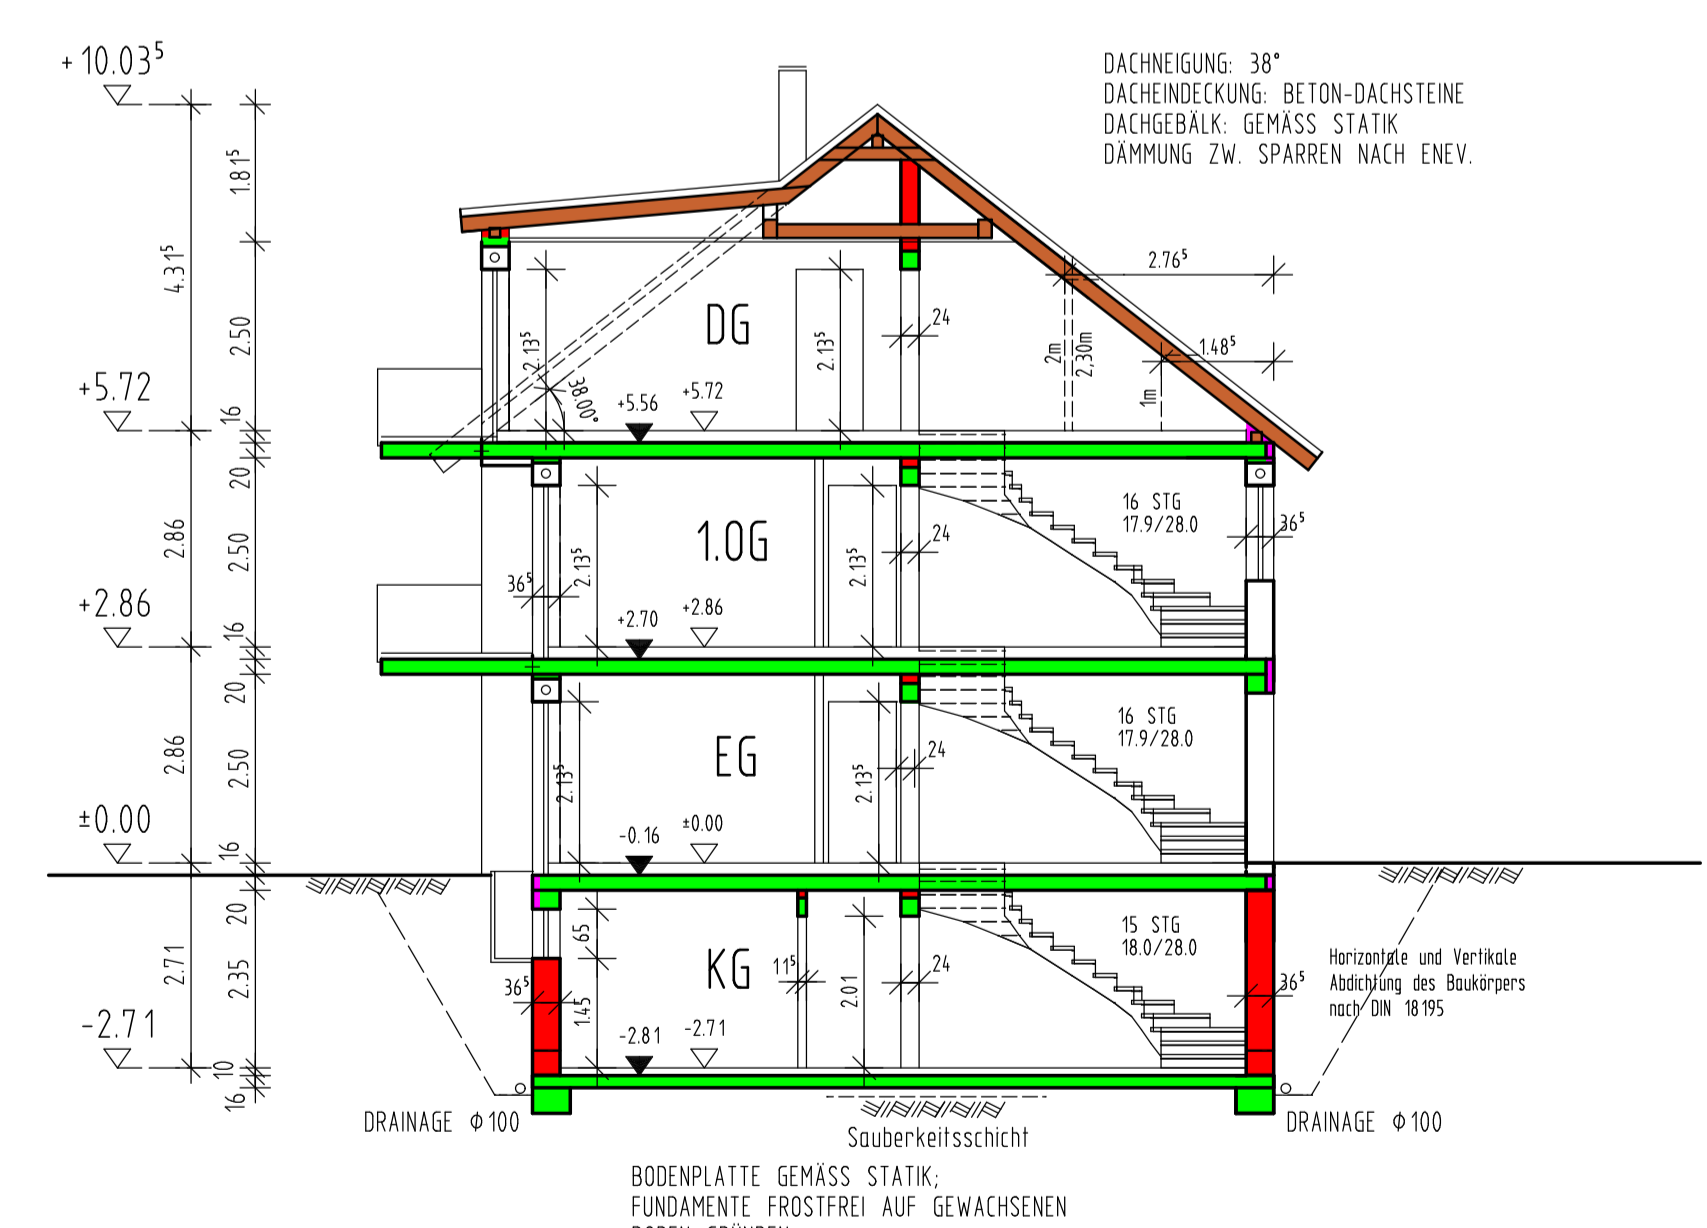 +10.03⁵
DACHNEIGUNG: 38°
DACHEINDECKUNG: BETON-DACHSTEINE
DACHGEBÄLK: GEMÄSS STATIK
DÄMMUNG ZW. SPARREN NACH ENEV.
1.81⁵
4.31⁵
2.50
2.13⁵
38.00°
DG
2.13⁵
24
2m
2,30m
2.76⁵
1.48⁵
1m
+5.72
16
+5.56
+5.72
20
2.86
2.50
36⁵
2.13⁵
1.OG
2.13⁵
24
16 STG
17.9/28.0
36⁵
+2.86
16
+2.70
+2.86
20
2.86
2.50
2.13⁵
EG
2.13⁵
24
16 STG
17.9/28.0
±0.00
16
-0.16
±0.00
20
2.71
2.35
65
36⁵
1.45
KG
11⁵
2.01
24
15 STG
18.0/28.0
36⁵
Horizontale und Vertikale
Abdichtung des Baukörpers
nach DIN 18195
-2.71
10
16
-2.81
-2.71
DRAINAGE Φ100
Sauberkeitsschicht
DRAINAGE Φ100
BODENPLATTE GEMÄSS STATIK;
FUNDAMENTE FROSTFREI AUF GEWACHSENEN